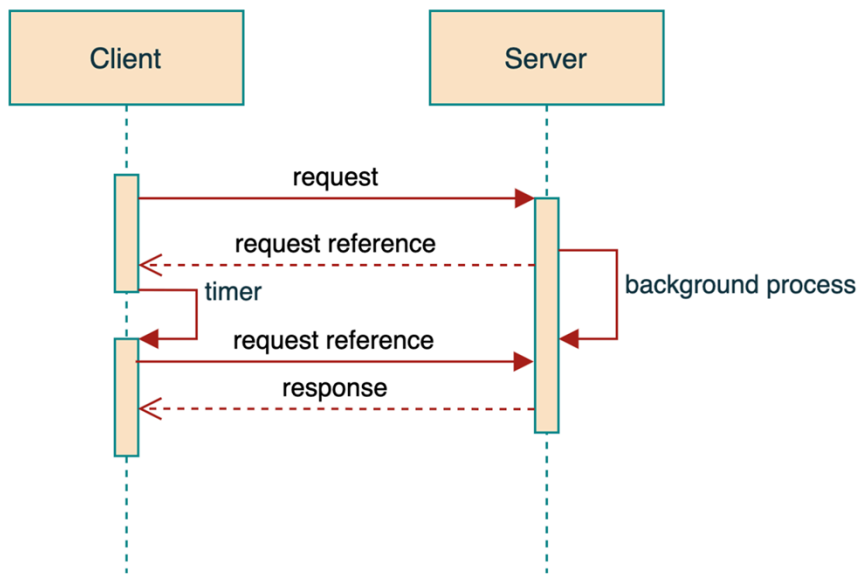 Client
Server
request
request reference
background process
timer
request reference
response